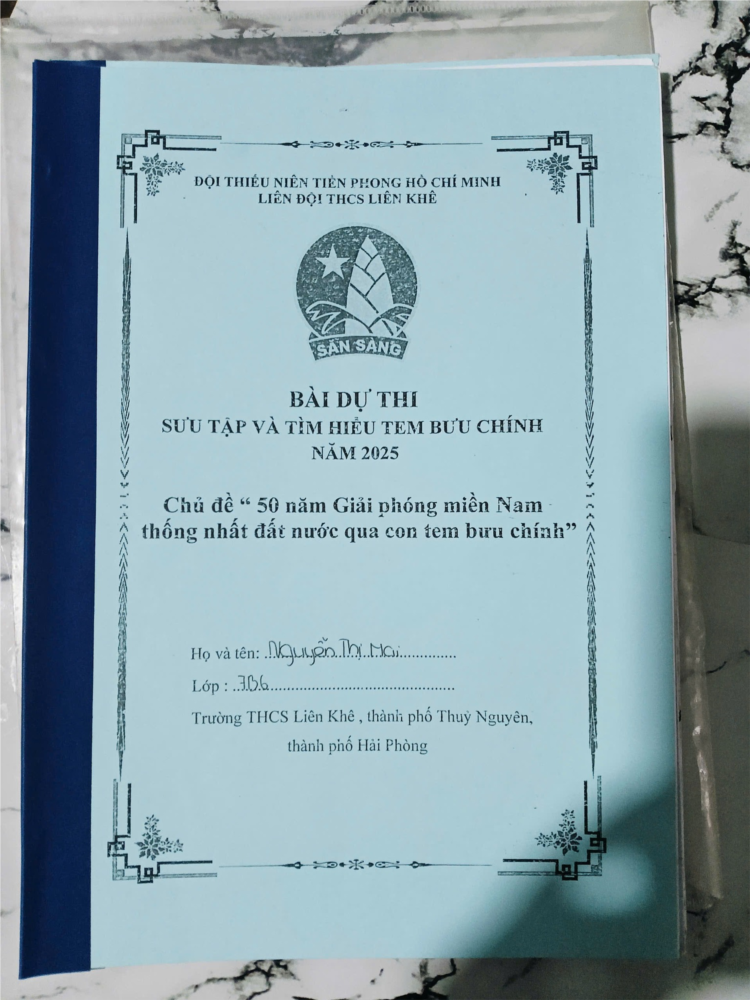 ĐỘI THIẾU NIÊN TIỀN PHONG HỒ CHÍ MINH
LIÊN ĐỘI THCS LIÊN KHÊ
SẴN SÀNG
BÀI DỰ THI
SƯU TẬP VÀ TÌM HIỂU TEM BƯU CHÍNH
NĂM 2025
Chủ đề “ 50 năm Giải phóng miền Nam
thống nhất đất nước qua con tem bưu chính”
Họ và tên: ..Nguyễn Thị Mai..............
Lớp : ..7B6..........................................
Trường THCS Liên Khê , thành phố Thuỷ Nguyên,
thành phố Hải Phòng